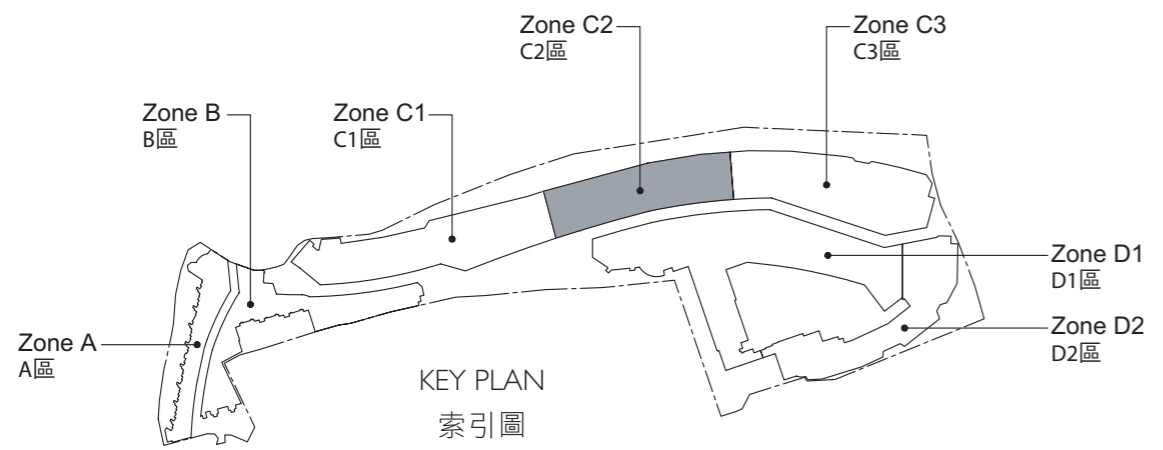 Zone C2
C2區
Zone C3
C3區
Zone B
B區
Zone C1
C1區
Zone D1
D1區
Zone D2
D2區
Zone A
A區
KEY PLAN
索引圖